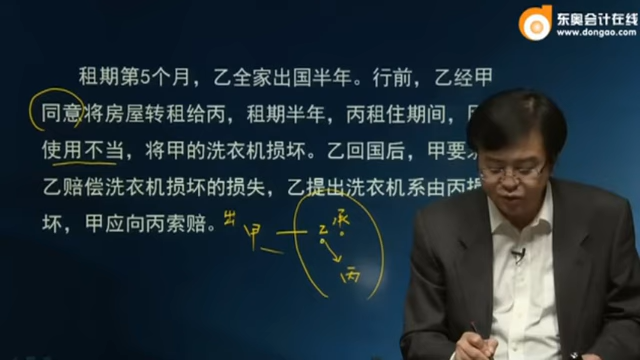 东奥会计在线
www.dongao.com
租期第5个月，乙全家出国半年。行前，乙经甲
同意将房屋转租给丙，租期半年，丙租住期间，
使用不当，将甲的洗衣机损坏。乙回国后，甲要
乙赔偿洗衣机损坏的损失，乙提出洗衣机系由丙损
坏，甲应向丙索赔。
出 甲 乙 承
丙